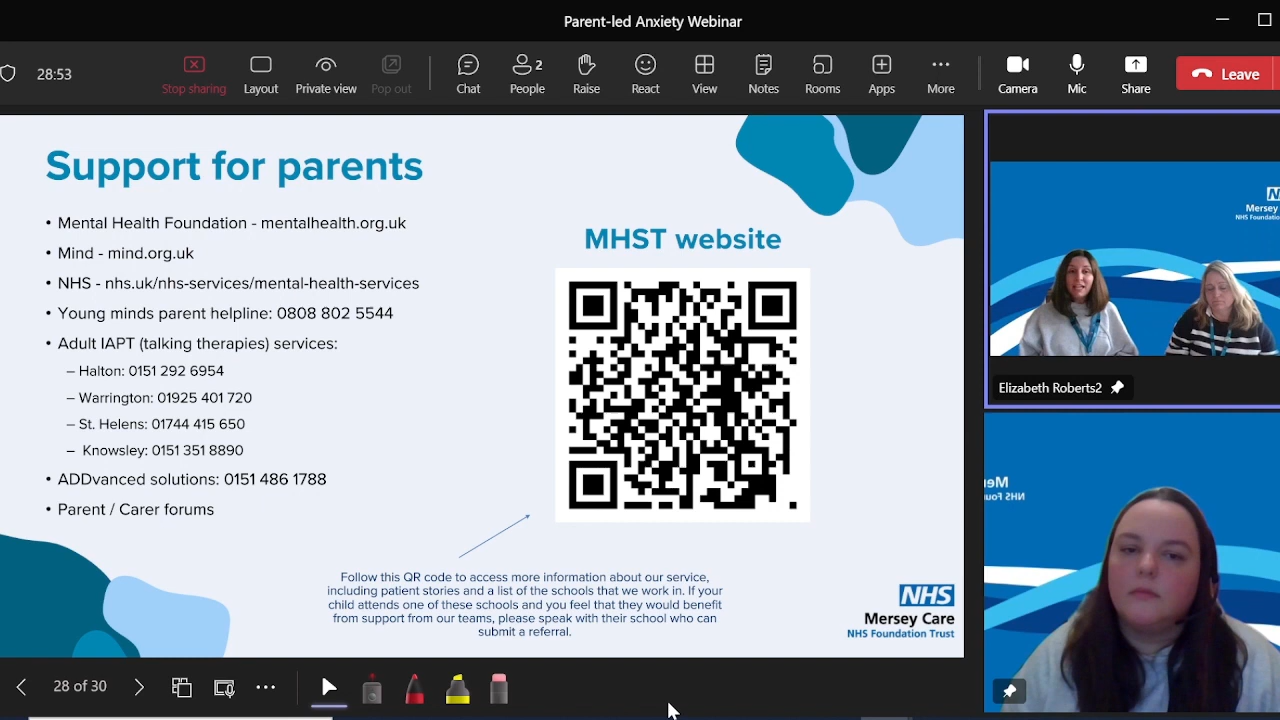 Parent-led Anxiety Webinar
28:53
Stop sharing
Layout
Private view
Pop out
Chat
2
People
Raise
React
View
Notes
Rooms
Apps
More
Camera
Mic
Share
Leave
Support for parents
• Mental Health Foundation - mentalhealth.org.uk
• Mind - mind.org.uk
• NHS - nhs.uk/nhs-services/mental-health-services
• Young minds parent helpline: 0808 802 5544
• Adult IAPT (talking therapies) services:
– Halton: 0151 292 6954
– Warrington: 01925 401 720
– St. Helens: 01744 415 650
– Knowsley: 0151 351 8890
• ADDvanced solutions: 0151 486 1788
• Parent / Carer forums
MHST website
Follow this QR code to access more information about our service,
including patient stories and a list of the schools that we work in. If your
child attends one of these schools and you feel that they would benefit
from support from our teams, please speak with their school who can
submit a referral.
NHS
Mersey Care
NHS Foundation Trust
Mersey
Elizabeth Roberts2
28 of 30